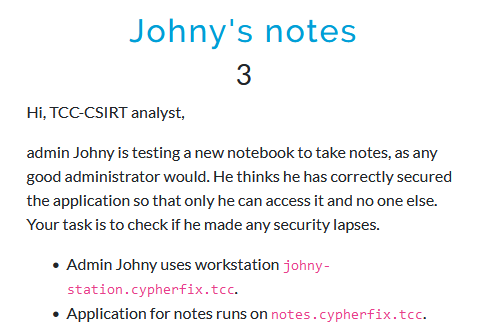 Johny's notes
3
Hi, TCC-CSIRT analyst,
admin Johny is testing a new notebook to take notes, as any
good administrator would. He thinks he has correctly secured
the application so that only he can access it and no one else.
Your task is to check if he made any security lapses.
• Admin Johny uses workstation johny-
station.cypherfix.tcc.
• Application for notes runs on notes.cypherfix.tcc.